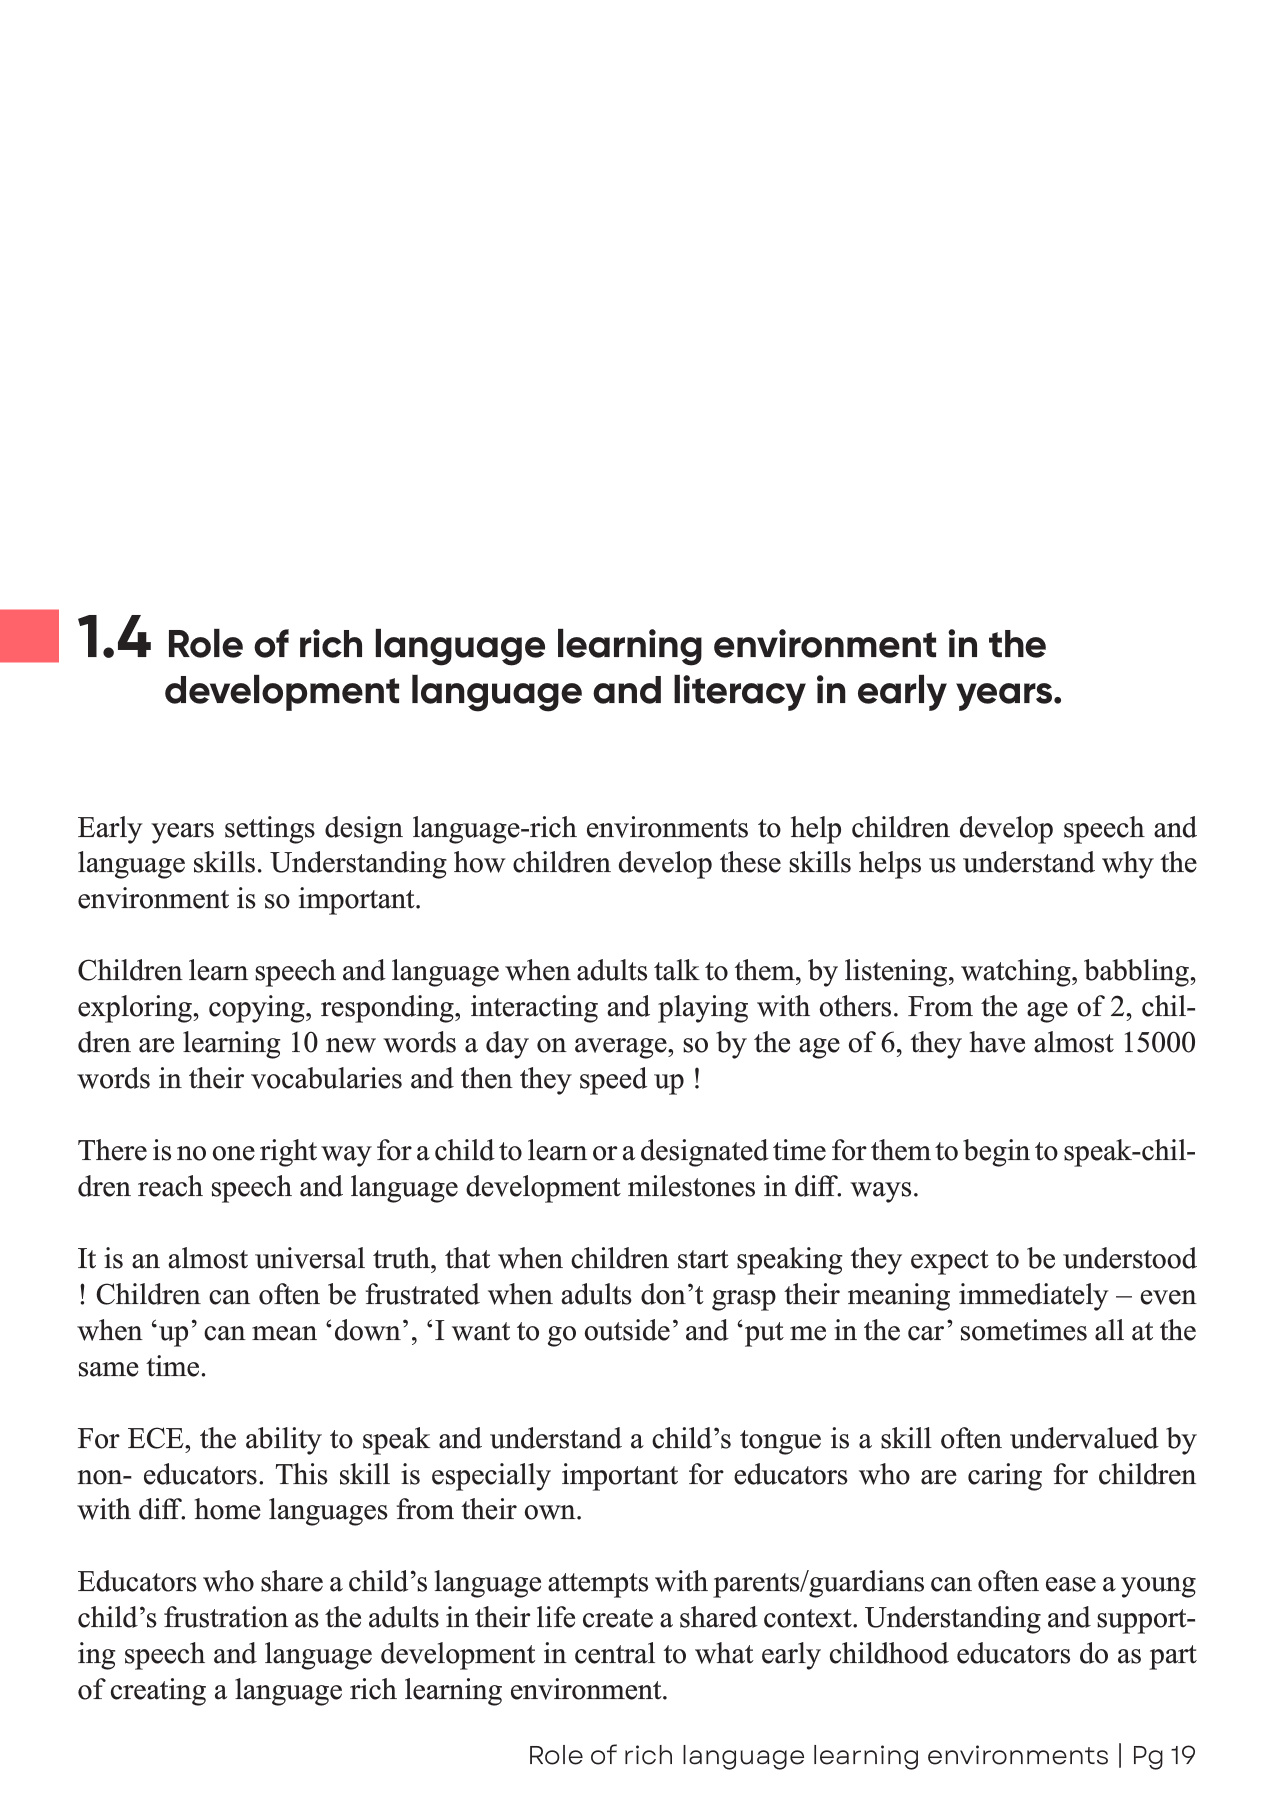 1.4 Role of rich language learning environment in the
development language and literacy in early years.
Early years settings design language-rich environments to help children develop speech and
language skills. Understanding how children develop these skills helps us understand why the
environment is so important.
Children learn speech and language when adults talk to them, by listening, watching, babbling,
exploring, copying, responding, interacting and playing with others. From the age of 2, chil-
dren are learning 10 new words a day on average, so by the age of 6, they have almost 15000
words in their vocabularies and then they speed up !
There is no one right way for a child to learn or a designated time for them to begin to speak-chil-
dren reach speech and language development milestones in diff. ways.
It is an almost universal truth, that when children start speaking they expect to be understood
! Children can often be frustrated when adults don’t grasp their meaning immediately – even
when ‘up’ can mean ‘down’, ‘I want to go outside’ and ‘put me in the car’ sometimes all at the
same time.
For ECE, the ability to speak and understand a child’s tongue is a skill often undervalued by
non- educators. This skill is especially important for educators who are caring for children
with diff. home languages from their own.
Educators who share a child’s language attempts with parents/guardians can often ease a young
child’s frustration as the adults in their life create a shared context. Understanding and support-
ing speech and language development in central to what early childhood educators do as part
of creating a language rich learning environment.
Role of rich language learning environments | Pg 19